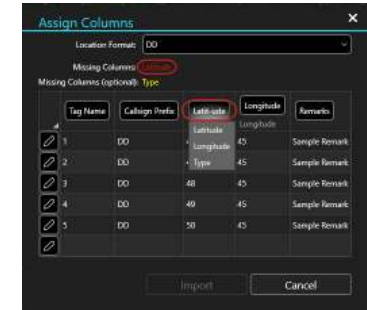 Assign Columns
Location Format: DD
Missing Columns: Latitude
Missing Columns (optional): Type
Tag Name Callsign Prefix Latit-ude Longitude Remarks
Longitude
Latitude
Longitude
Type
1 DD 45 Sample Remark
2 DD 45 Sample Remark
3 DD 48 45 Sample Remark
4 DD 49 45 Sample Remark
5 DD 50 45 Sample Remark
Import Cancel